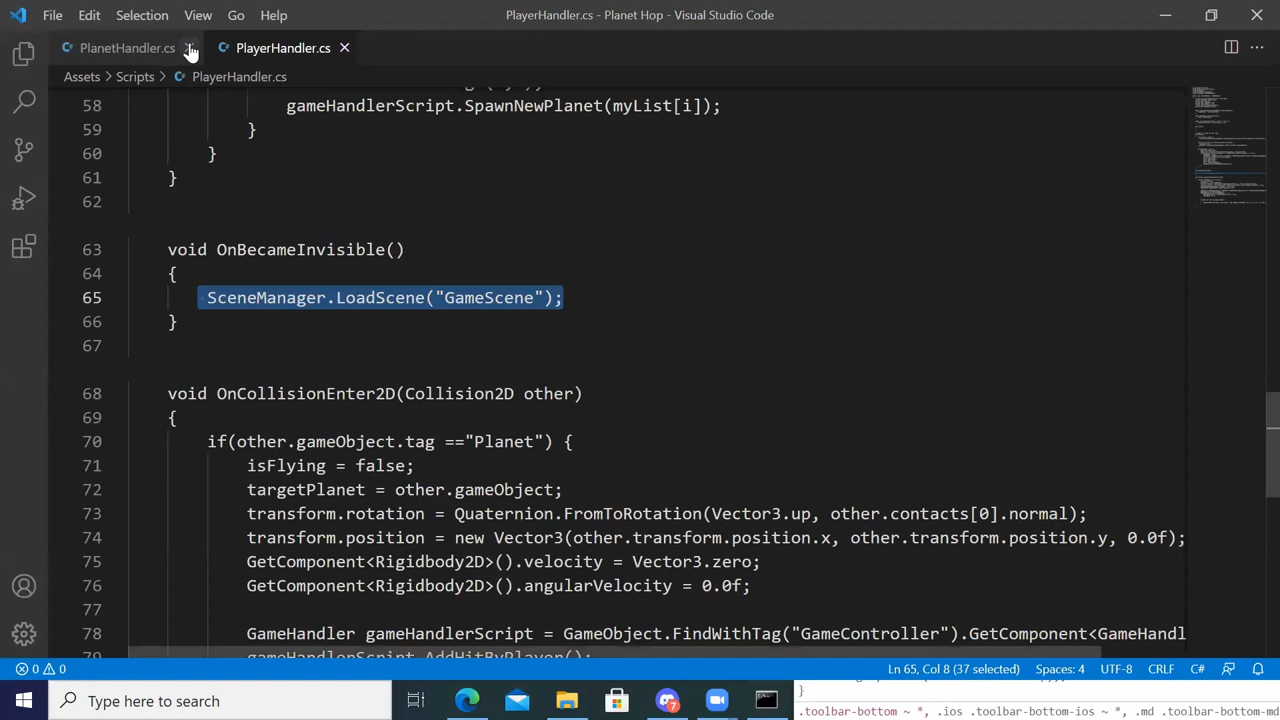 File Edit Selection View Go Help PlayerHandler.cs - Planet Hop - Visual Studio Code
PlanetHandler.cs PlayerHandler.cs
Assets > Scripts > PlayerHandler.cs
58 gameHandlerScript.SpawnNewPlanet(myList[i]);
59 }
60 }
61 }
62
63 void OnBecameInvisible()
64 {
65 SceneManager.LoadScene("GameScene");
66 }
67
68 void OnCollisionEnter2D(Collision2D other)
69 {
70 if(other.gameObject.tag =="Planet") {
71 isFlying = false;
72 targetPlanet = other.gameObject;
73 transform.rotation = Quaternion.FromToRotation(Vector3.up, other.contacts[0].normal);
74 transform.position = new Vector3(other.transform.position.x, other.transform.position.y, 0.0f);
75 GetComponent<Rigidbody2D>().velocity = Vector3.zero;
76 GetComponent<Rigidbody2D>().angularVelocity = 0.0f;
77
78 GameHandler gameHandlerScript = GameObject.FindWithTag("GameController").GetComponent<GameHandl
79 gameHandlerScript.AddHitByPlayer();
0 0 Ln 65, Col 8 (37 selected) Spaces: 4 UTF-8 CRLF C#
Type here to search
}
.toolbar-bottom ~ *, .ios .toolbar-bottom-ios ~ *, .md .toolbar-bottom-md